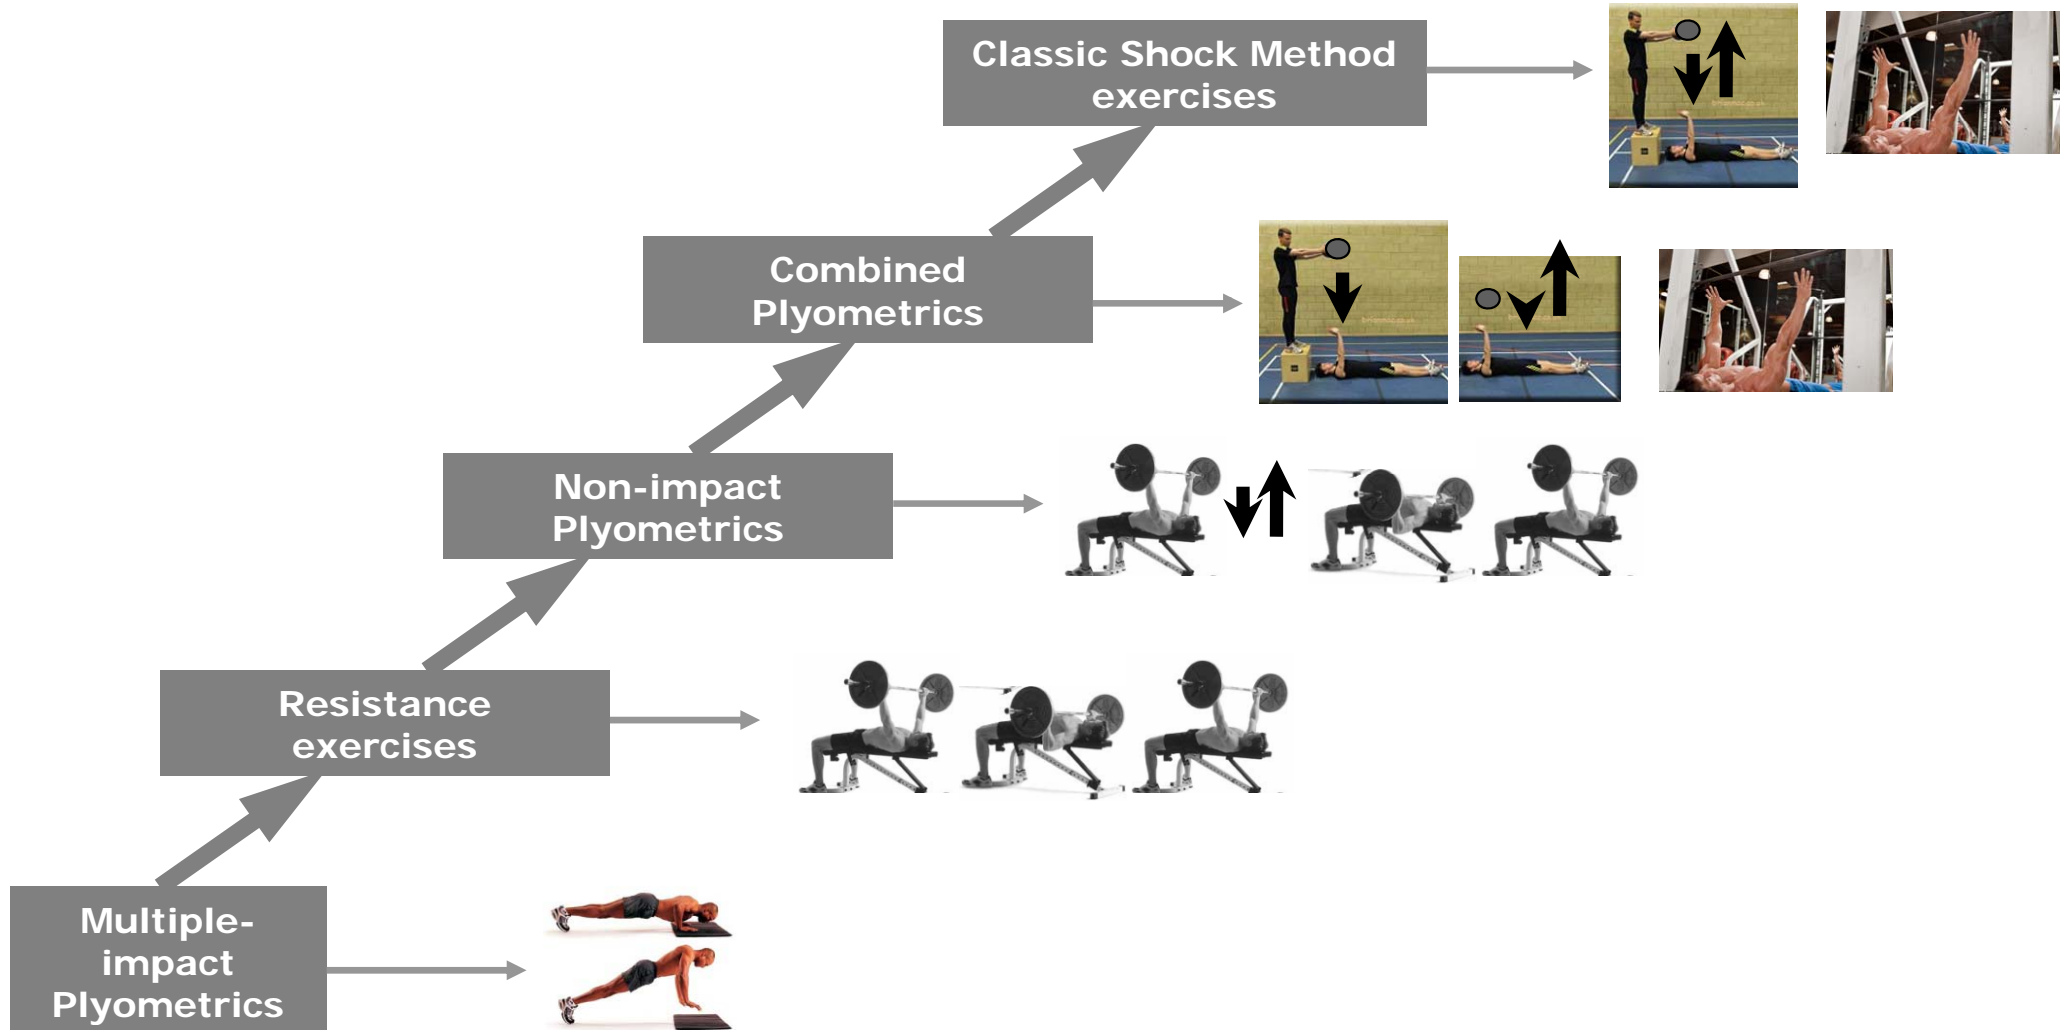 Classic Shock Method
exercises
Combined
Plyometrics
Non-impact
Plyometrics
Resistance
exercises
Multiple-
impact
Plyometrics